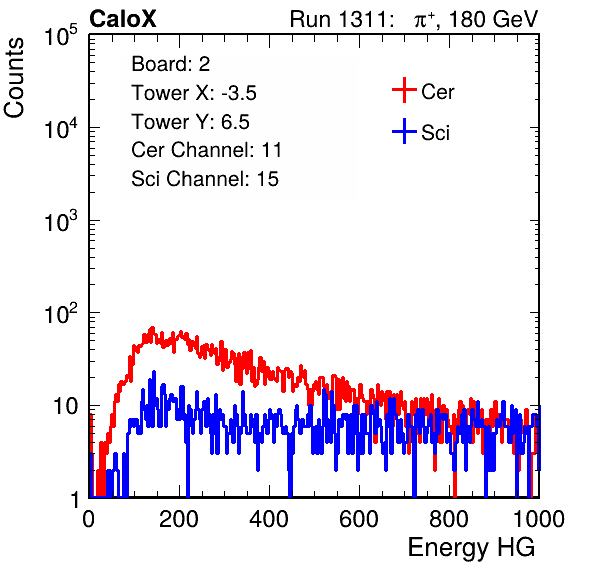 CaloX Run 1311: π⁺, 180 GeV
Counts
10⁵
10⁴
10³
10²
10
1
Board: 2
Tower X: -3.5
Tower Y: 6.5
Cer Channel: 11
Sci Channel: 15
Cer
Sci
0 200 400 600 800 1000
Energy HG